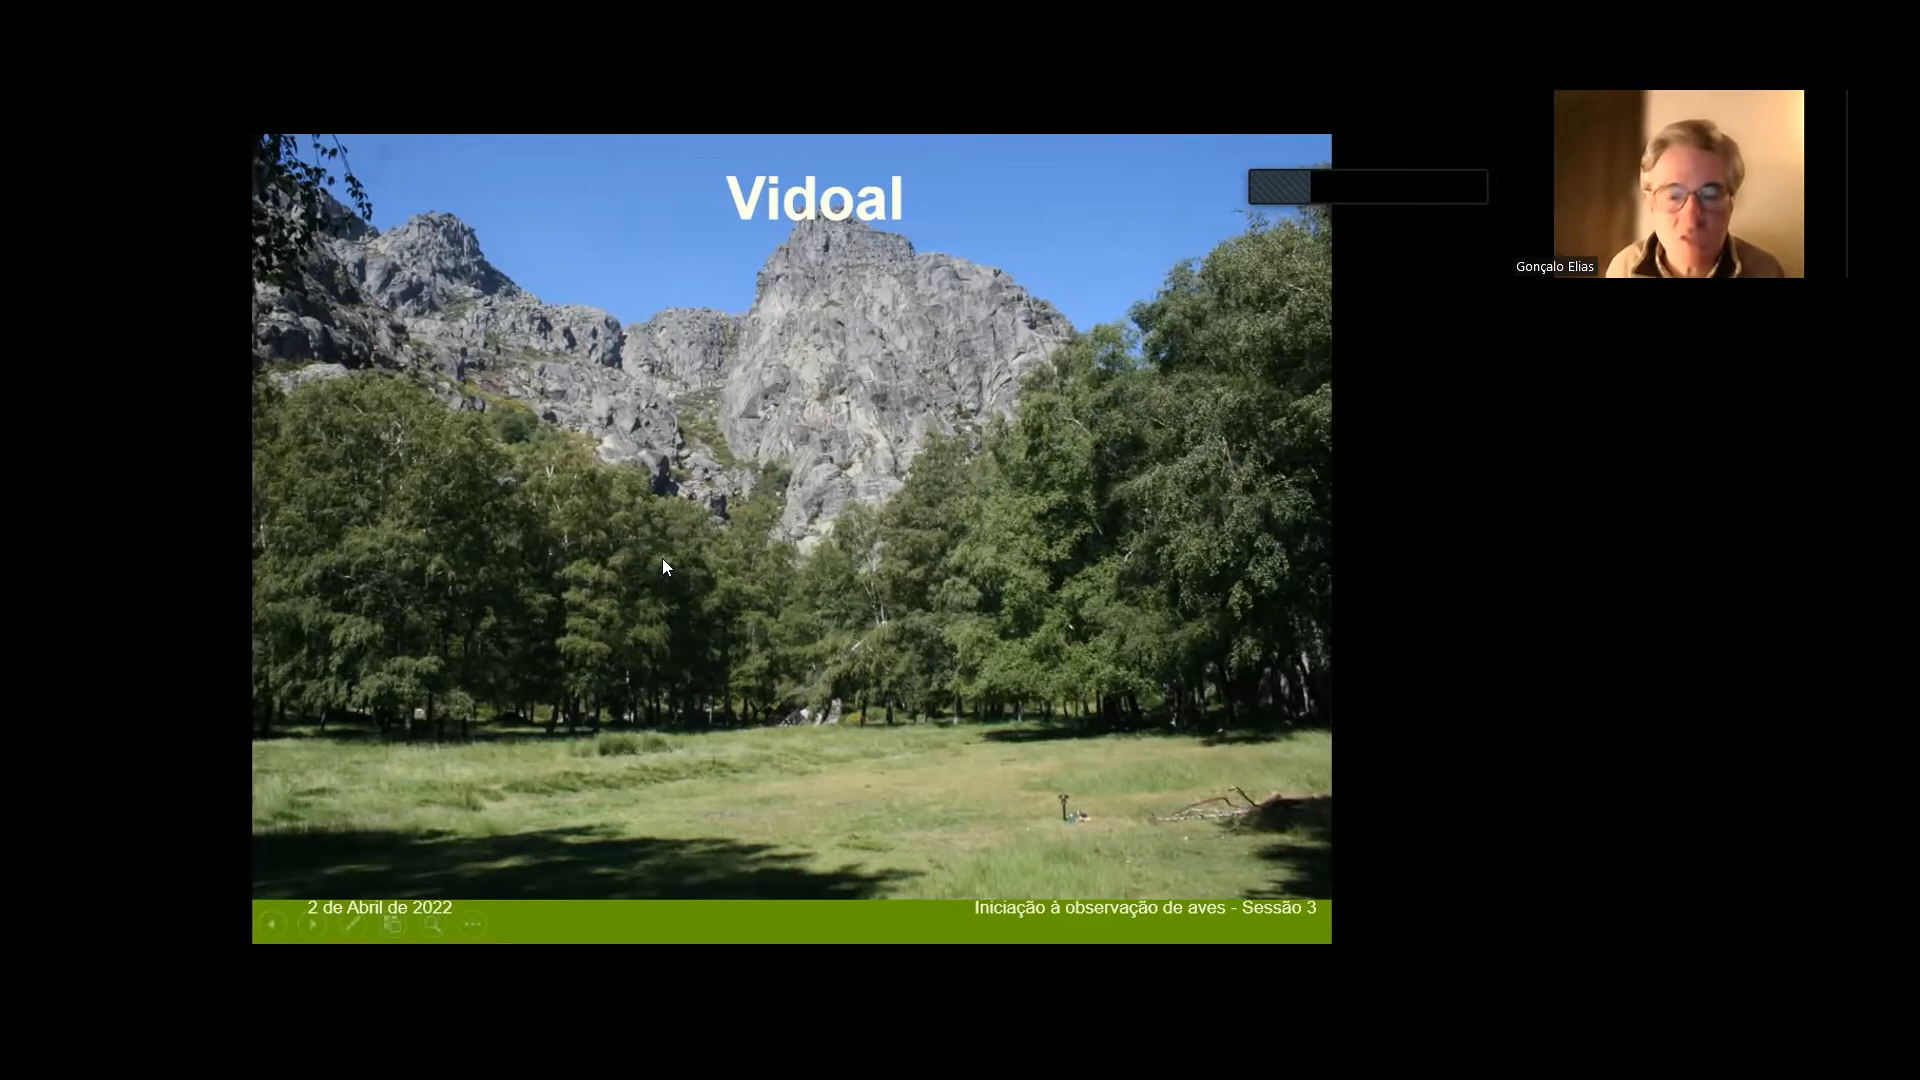 Vidoal
Gonçalo Elias
2 de Abril de 2022
Iniciação à observação de aves - Sessão 3